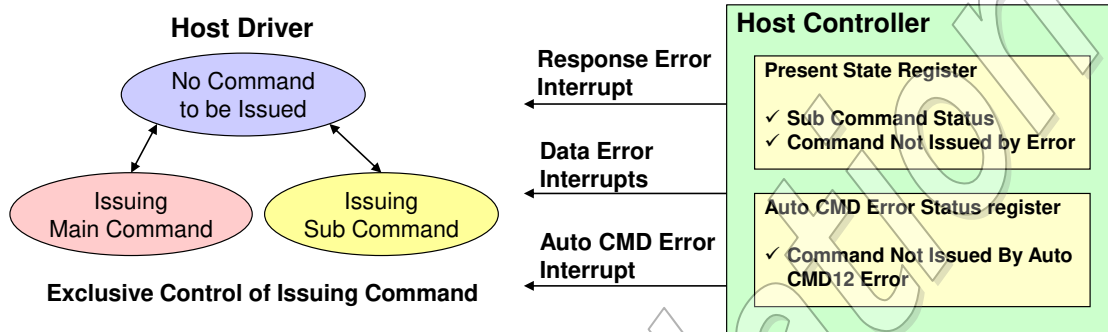 Host Driver
No Command
to be Issued
Issuing
Main Command
Issuing
Sub Command
Exclusive Control of Issuing Command
Response Error
Interrupt
Data Error
Interrupts
Auto CMD Error
Interrupt
Host Controller
Present State Register
✓ Sub Command Status
✓ Command Not Issued by Error
Auto CMD Error Status register
✓ Command Not Issued By Auto
CMD12 Error